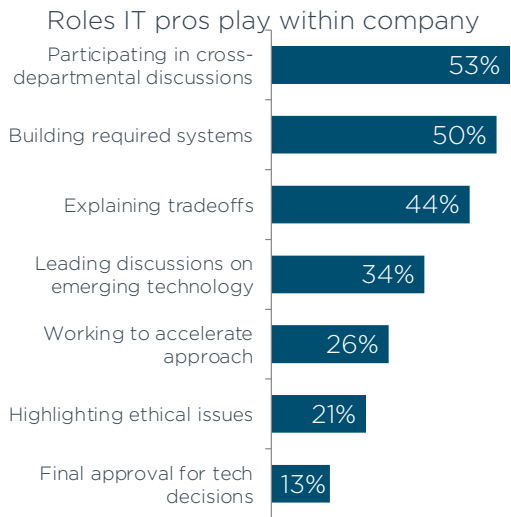 Roles IT pros play within company
Participating in cross-
departmental discussions
53%
Building required systems
50%
Explaining tradeoffs
44%
Leading discussions on
emerging technology
34%
Working to accelerate
approach
26%
Highlighting ethical issues
21%
Final approval for tech
decisions
13%